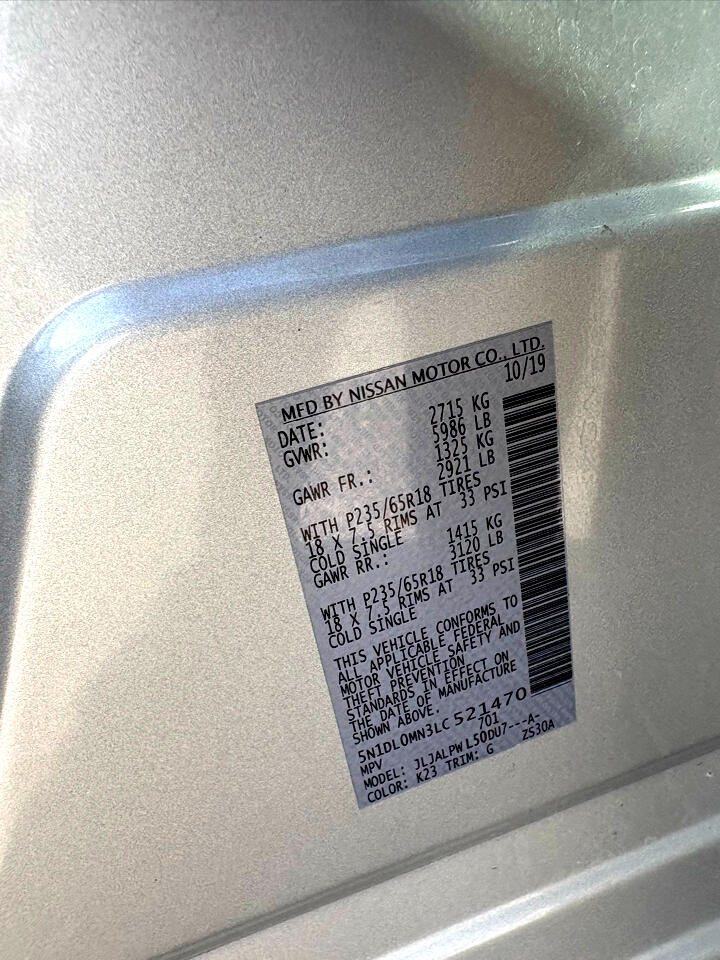 MFD BY NISSAN MOTOR CO., LTD.
DATE: 10/19
GVWR: 2715 KG
5986 LB
GAWR FR.: 1325 KG
2921 LB
WITH P235/65R18 TIRES
18 X 7.5 RIMS AT 33 PSI
COLD SINGLE
GAWR RR.: 1415 KG
3120 LB
WITH P235/65R18 TIRES
18 X 7.5 RIMS AT 33 PSI
COLD SINGLE
THIS VEHICLE CONFORMS TO
ALL APPLICABLE FEDERAL
MOTOR VEHICLE SAFETY AND
THEFT PREVENTION
STANDARDS IN EFFECT ON
THE DATE OF MANUFACTURE
SHOWN ABOVE.
5N1DL0MN3LC521470
MPV 701
MODEL: JLJALPWL50DU7---A-
COLOR: K23 TRIM: G ZS30A